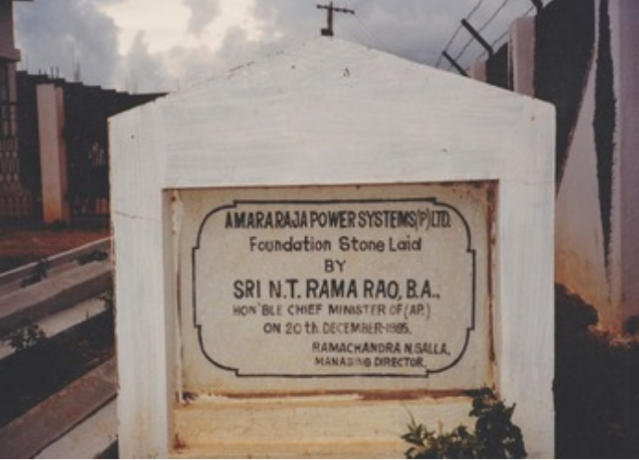 AMARA RAJA POWER SYSTEMS (P) LTD.
Foundation Stone Laid
BY
SRI N.T. RAMA RAO, B.A.,
HON'BLE CHIEF MINISTER OF (AP.)
ON 20th DECEMBER-1985.
RAMACHANDRA N.GALLA,
MANAGING DIRECTOR.